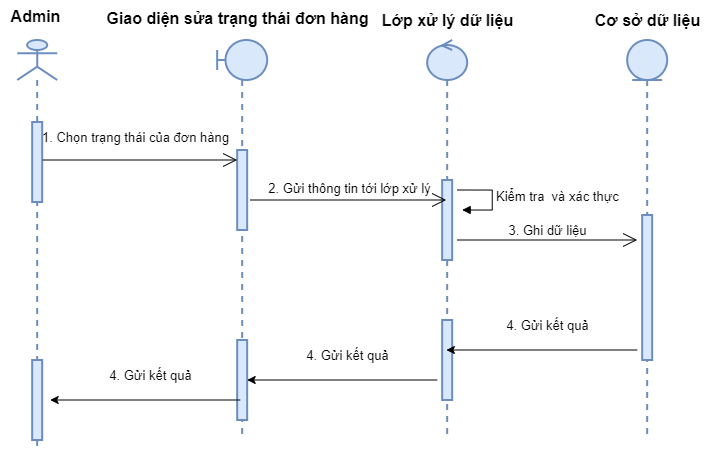 Admin
Giao diện sửa trạng thái đơn hàng
Lớp xử lý dữ liệu
Cơ sở dữ liệu
1. Chọn trạng thái của đơn hàng
2. Gửi thông tin tới lớp xử lý
Kiểm tra và xác thực
3. Ghi dữ liệu
4. Gửi kết quả
4. Gửi kết quả
4. Gửi kết quả